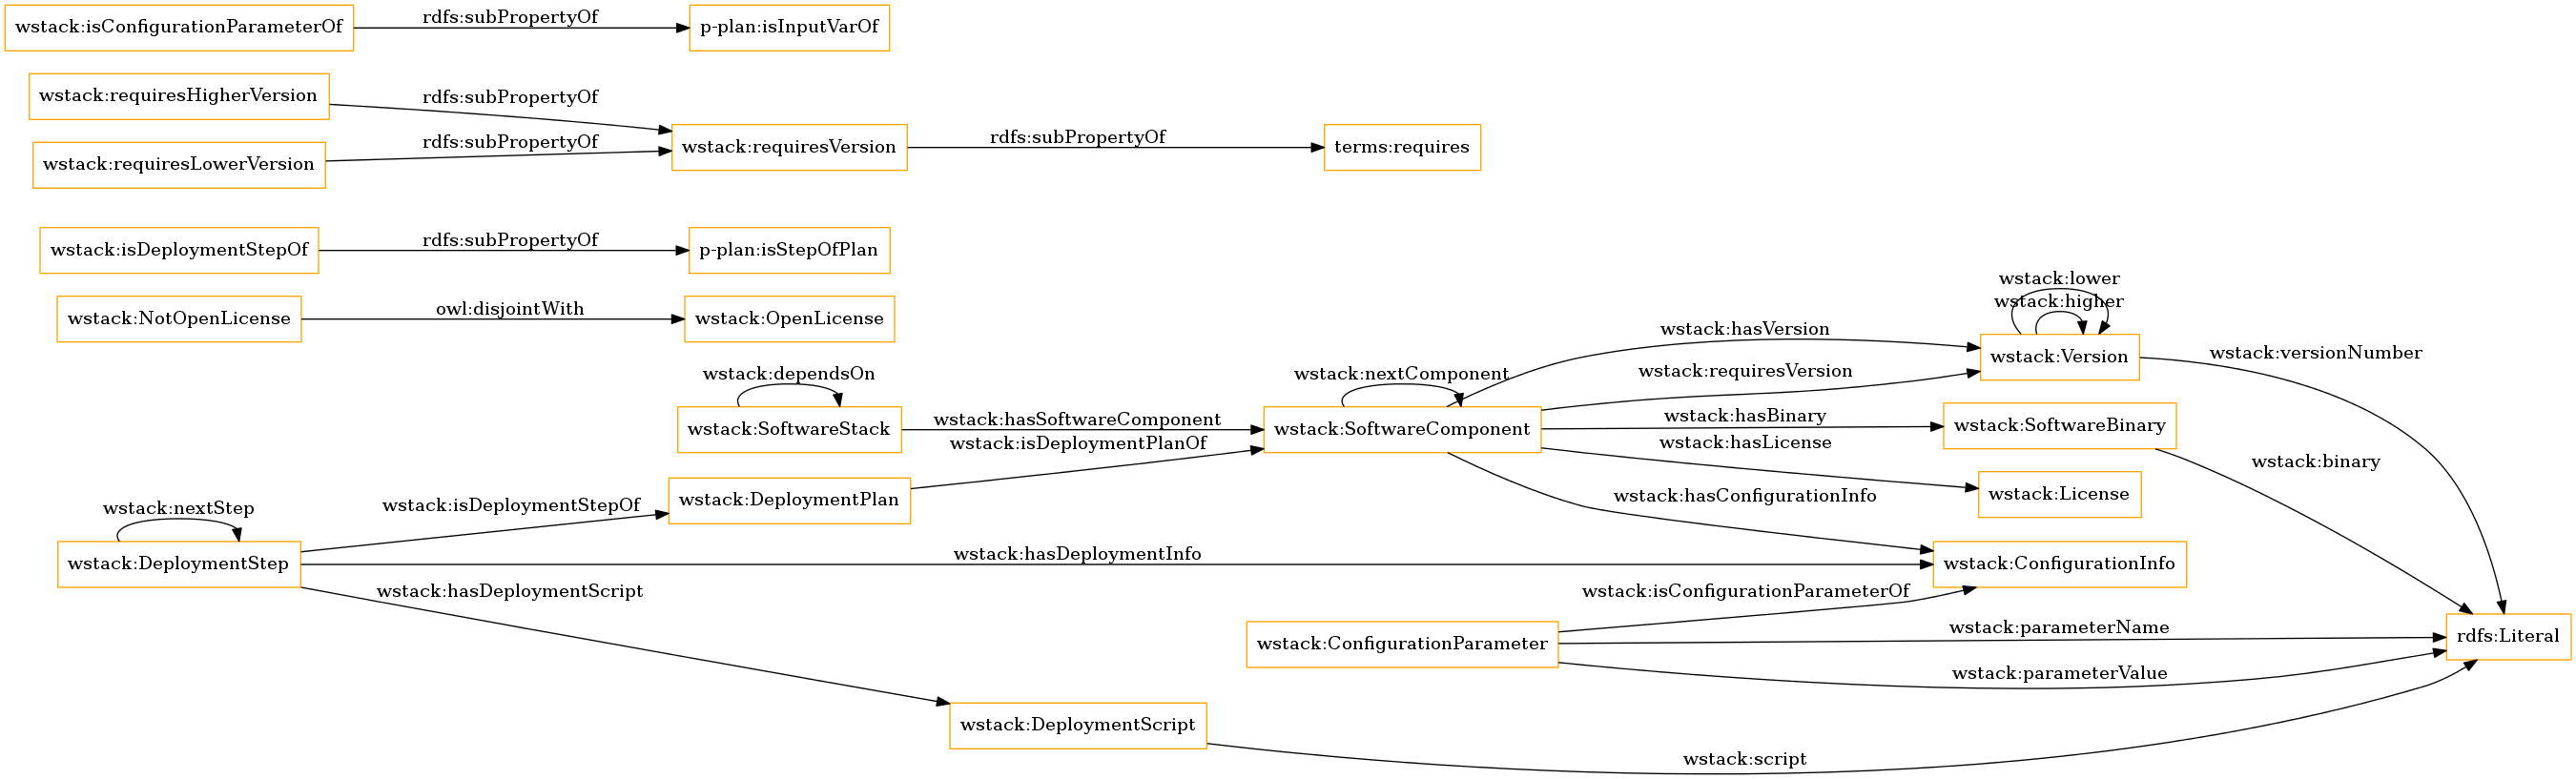 wstack:isConfigurationParameterOf
rdfs:subPropertyOf
p-plan:isInputVarOf
wstack:requiresHigherVersion
rdfs:subPropertyOf
wstack:requiresLowerVersion
rdfs:subPropertyOf
wstack:requiresVersion
rdfs:subPropertyOf
terms:requires
wstack:isDeploymentStepOf
rdfs:subPropertyOf
p-plan:isStepOfPlan
wstack:NotOpenLicense
owl:disjointWith
wstack:OpenLicense
wstack:lower
wstack:higher
wstack:hasVersion
wstack:Version
wstack:versionNumber
wstack:dependsOn
wstack:nextComponent
wstack:requiresVersion
wstack:SoftwareStack
wstack:hasSoftwareComponent
wstack:SoftwareComponent
wstack:hasBinary
wstack:SoftwareBinary
wstack:isDeploymentPlanOf
wstack:hasLicense
wstack:binary
wstack:DeploymentPlan
wstack:hasConfigurationInfo
wstack:License
wstack:nextStep
wstack:isDeploymentStepOf
wstack:DeploymentStep
wstack:hasDeploymentInfo
wstack:ConfigurationInfo
wstack:hasDeploymentScript
wstack:isConfigurationParameterOf
wstack:ConfigurationParameter
wstack:parameterName
rdfs:Literal
wstack:parameterValue
wstack:DeploymentScript
wstack:script